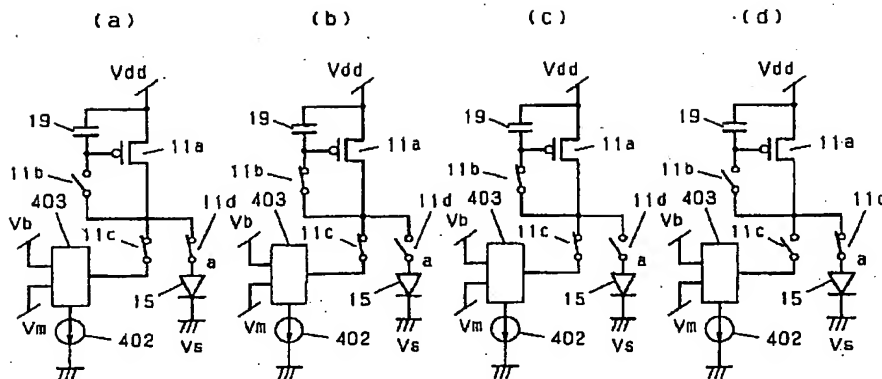 (a) (b) (c) (d)
Vdd Vdd Vdd Vdd
19 19 19 19
11a 11a 11a 11a
11b 11b 11b 11b
403 11d 403 11d 403 11d 403 11d
Vb 11c Vb 11c Vb 11c Vb 11c
a a a a
15 15 15 15
Vm 402 Vs Vm 402 Vs Vm 402 Vs Vm 402 Vs